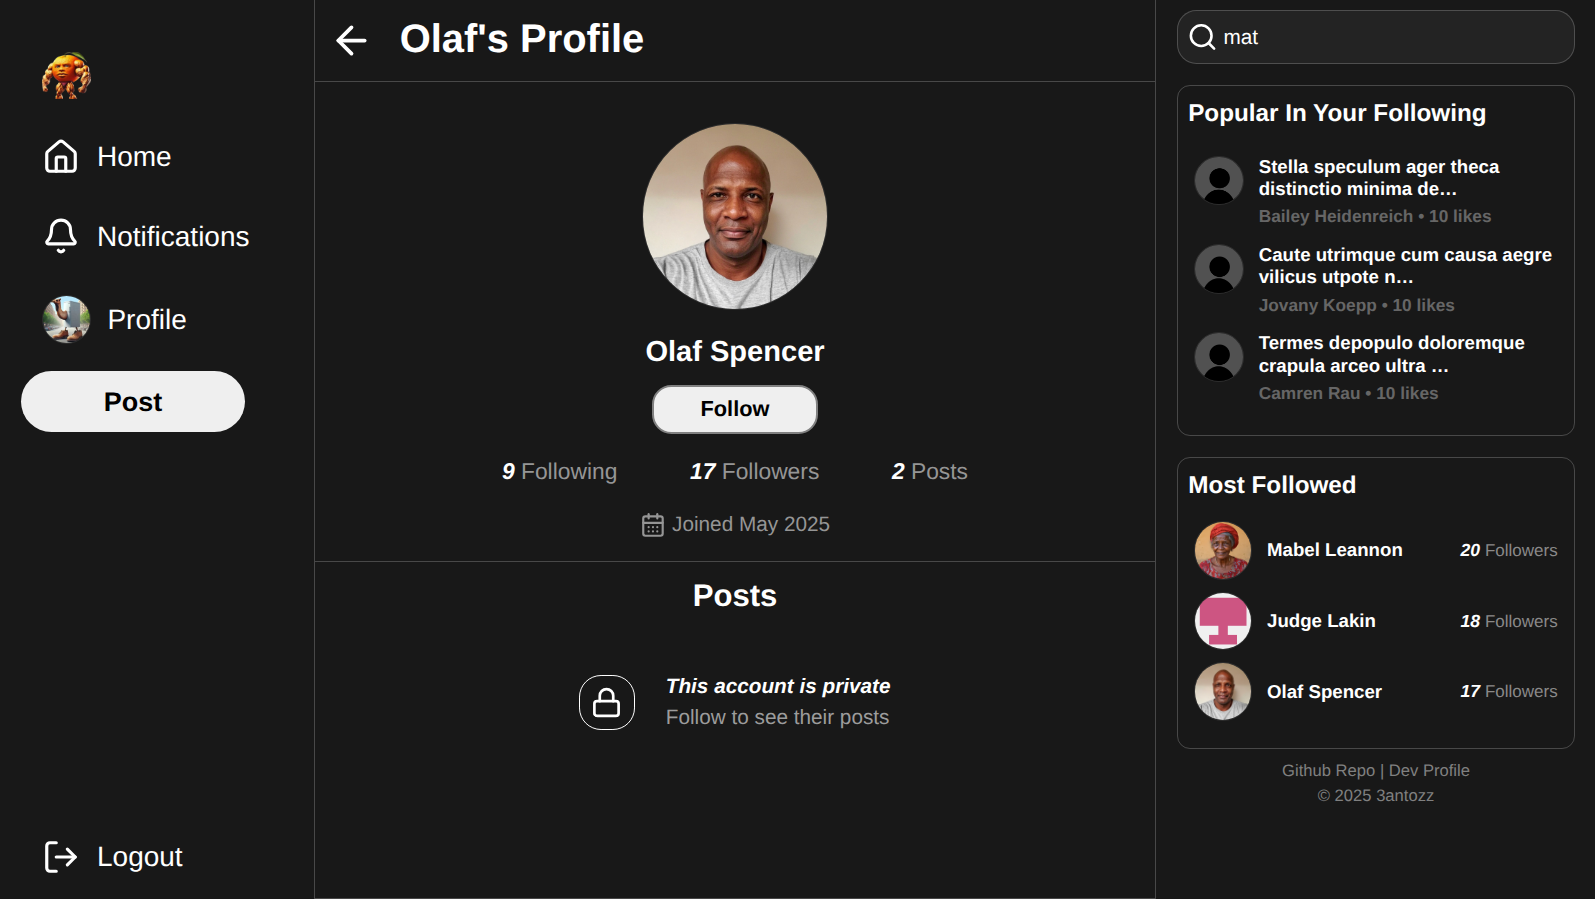 Home
Notifications
Profile
Post
Logout
Olaf's Profile
Olaf Spencer
Follow
9 Following
17 Followers
2 Posts
Joined May 2025
Posts
This account is private
Follow to see their posts
mat
Popular In Your Following
Stella speculum ager theca
distinctio minima de…
Bailey Heidenreich • 10 likes
Caute utrimque cum causa aegre
vilicus utpote n…
Jovany Koepp • 10 likes
Termes depopulo doloremque
crapula arceo ultra …
Camren Rau • 10 likes
Most Followed
Mabel Leannon 20 Followers
Judge Lakin 18 Followers
Olaf Spencer 17 Followers
Github Repo | Dev Profile
© 2025 3antozz